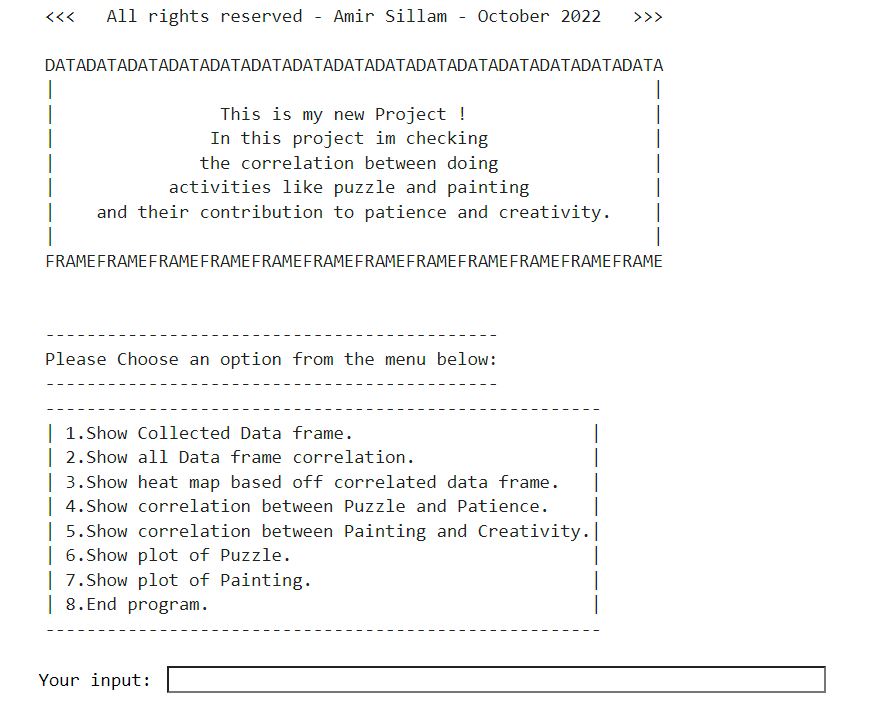 <<<   All rights reserved - Amir Sillam - October 2022   >>>
DATADATADATADATADATADATADATADATADATADATADATADATADATADATADATA
This is my new Project !
In this project im checking
the correlation between doing
activities like puzzle and painting
and their contribution to patience and creativity.
FRAMEFRAMEFRAMEFRAMEFRAMEFRAMEFRAMEFRAMEFRAMEFRAMEFRAMEFRAME
Please Choose an option from the menu below:
1.Show Collected Data frame.
2.Show all Data frame correlation.
3.Show heat map based off correlated data frame.
4.Show correlation between Puzzle and Patience.
5.Show correlation between Painting and Creativity.
6.Show plot of Puzzle.
7.Show plot of Painting.
8.End program.
Your input: